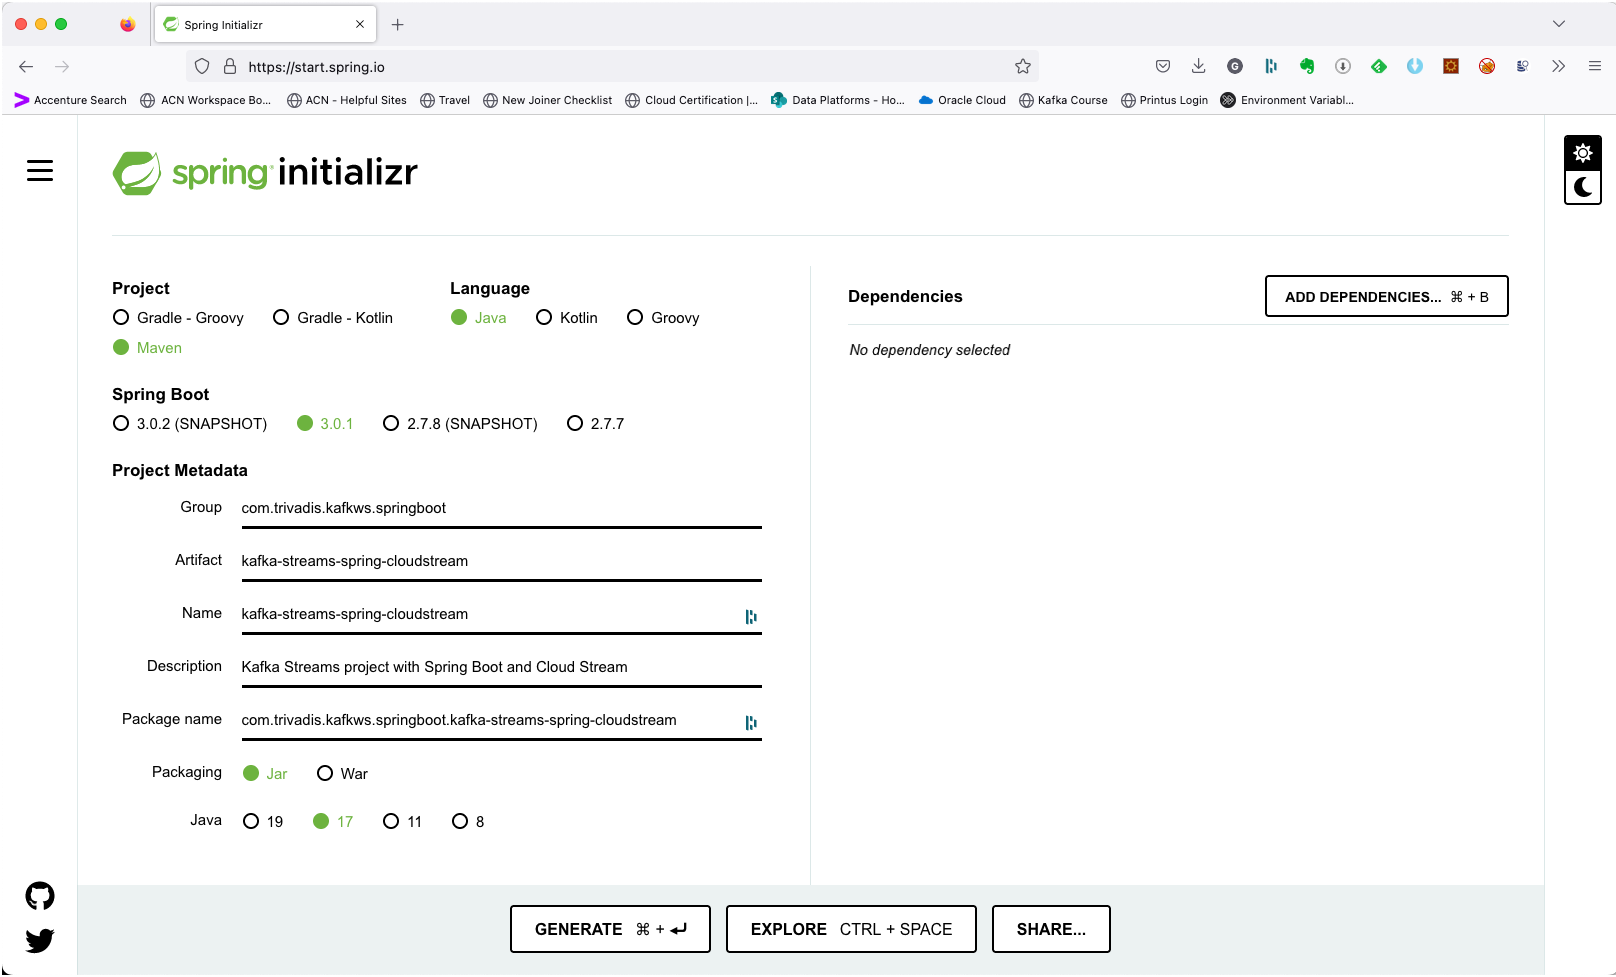 Spring Initializr
https://start.spring.io
Accenture Search ACN Workspace Bo... ACN - Helpful Sites Travel New Joiner Checklist Cloud Certification |... Data Platforms - Ho... Oracle Cloud Kafka Course Printus Login Environment Variabl...
spring initializr
Project
Gradle - Groovy Gradle - Kotlin
Maven
Language
Java Kotlin Groovy
Spring Boot
3.0.2 (SNAPSHOT) 3.0.1 2.7.8 (SNAPSHOT) 2.7.7
Project Metadata
Group com.trivadis.kafkws.springboot
Artifact kafka-streams-spring-cloudstream
Name kafka-streams-spring-cloudstream
Description Kafka Streams project with Spring Boot and Cloud Stream
Package name com.trivadis.kafkws.springboot.kafka-streams-spring-cloudstream
Packaging Jar War
Java 19 17 11 8
Dependencies
ADD DEPENDENCIES... ⌘ + B
No dependency selected
GENERATE ⌘ + ⏎
EXPLORE CTRL + SPACE
SHARE...